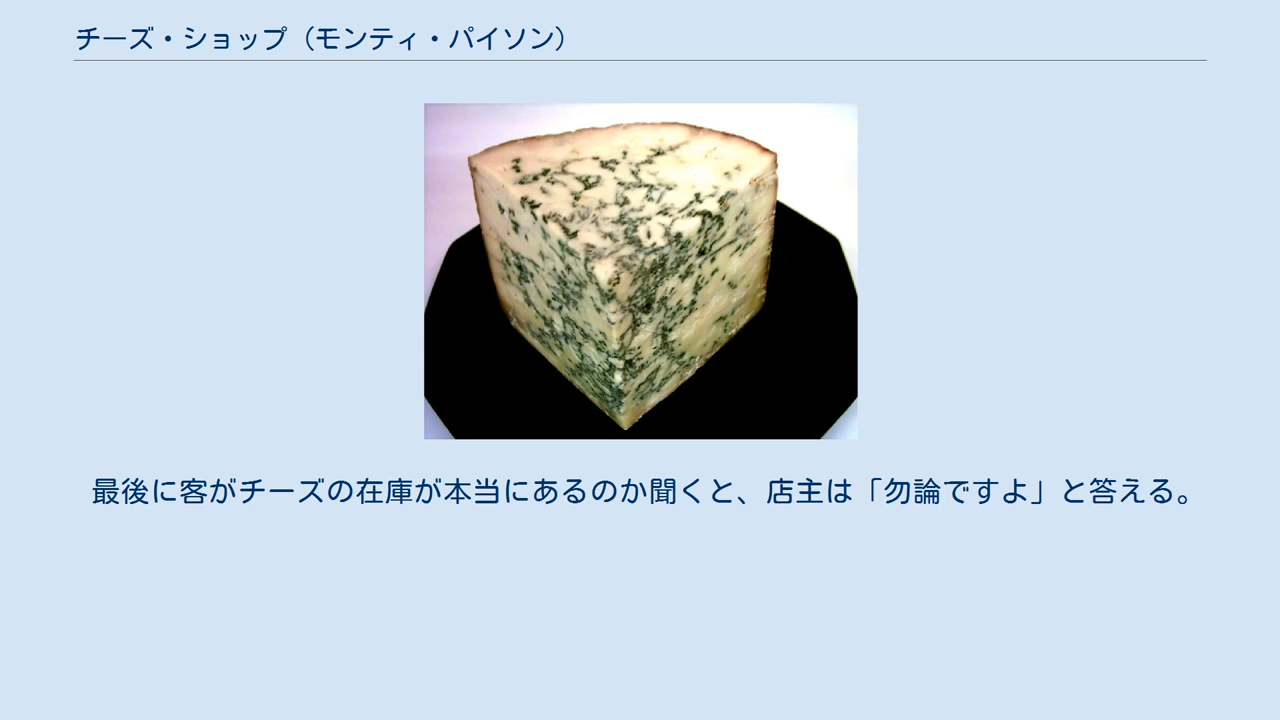 チーズ・ショップ（モンティ・パイソン）
最後に客がチーズの在庫が本当にあるのか聞くと、店主は「勿論ですよ」と答える。